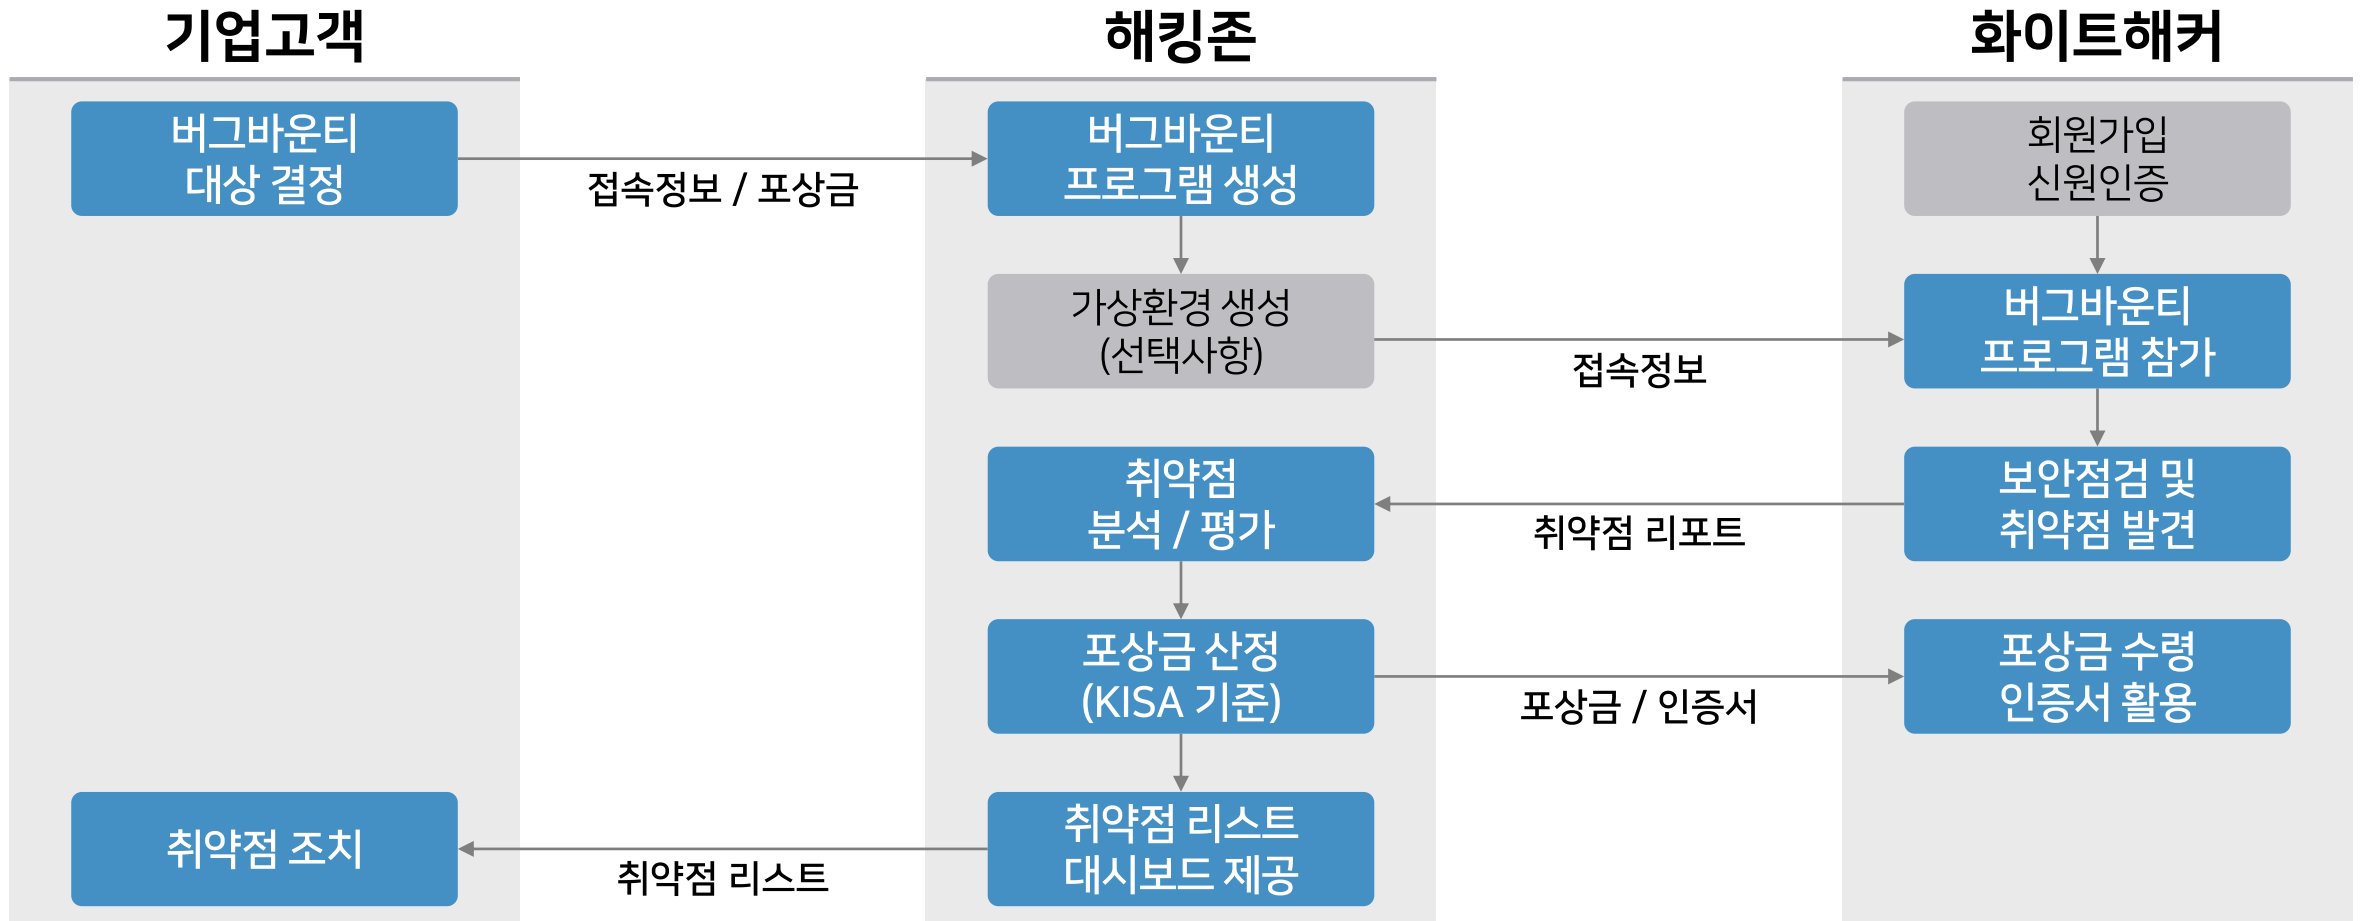 기업고객
해킹존
화이트해커
버그바운티
대상 결정
접속정보 / 포상금
버그바운티
프로그램 생성
회원가입
신원인증
가상환경 생성
(선택사항)
접속정보
버그바운티
프로그램 참가
취약점
분석 / 평가
취약점 리포트
보안점검 및
취약점 발견
포상금 산정
(KISA 기준)
포상금 / 인증서
포상금 수령
인증서 활용
취약점 조치
취약점 리스트
취약점 리스트
대시보드 제공